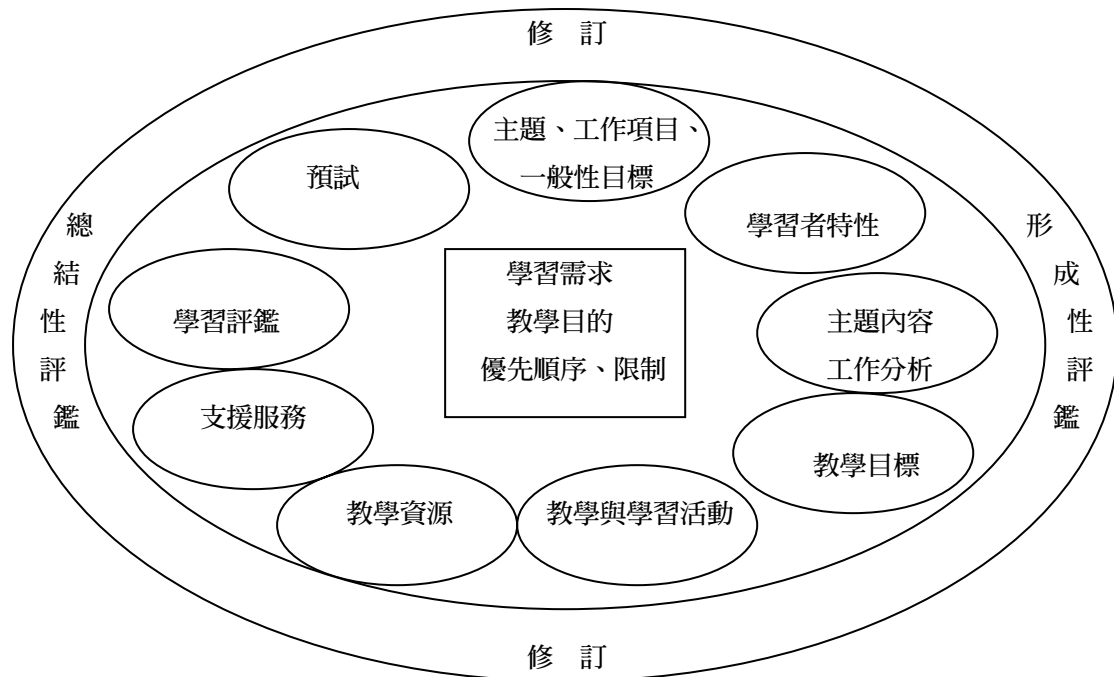 修 訂
主題、工作項目、
一般性目標
預試
學習者特性
總結性評鑑
形成性評鑑
學習需求
教學目的
優先順序、限制
學習評鑑
主題內容
工作分析
支援服務
教學目標
教學資源
教學與學習活動
修 訂